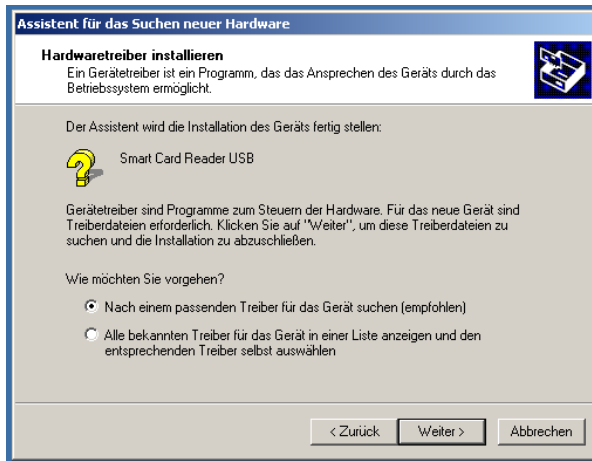 Assistent für das Suchen neuer Hardware
Hardwaretreiber installieren
Ein Gerätetreiber ist ein Programm, das das Ansprechen des Geräts durch das
Betriebssystem ermöglicht.
Der Assistent wird die Installation des Geräts fertig stellen:
Smart Card Reader USB
Gerätetreiber sind Programme zum Steuern der Hardware. Für das neue Gerät sind
Treiberdateien erforderlich. Klicken Sie auf "Weiter", um diese Treiberdateien zu
suchen und die Installation zu abzuschließen.
Wie möchten Sie vorgehen?
Nach einem passenden Treiber für das Gerät suchen (empfohlen)
Alle bekannten Treiber für das Gerät in einer Liste anzeigen und den
entsprechenden Treiber selbst auswählen
< Zurück Weiter > Abbrechen